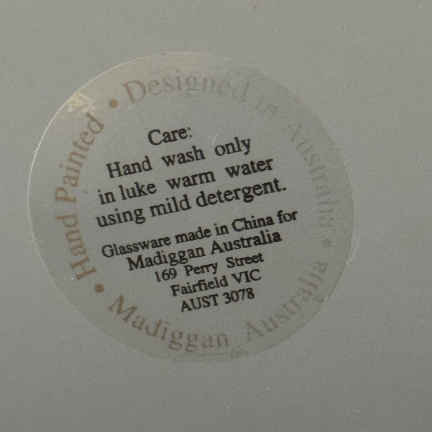 • Designed in Australia •
Madiggan Australia
• Hand Painted
Care:
Hand wash only
in luke warm water
using mild detergent.
Glassware made in China for
Madiggan Australia
169 Perry Street
Fairfield VIC
AUST 3078